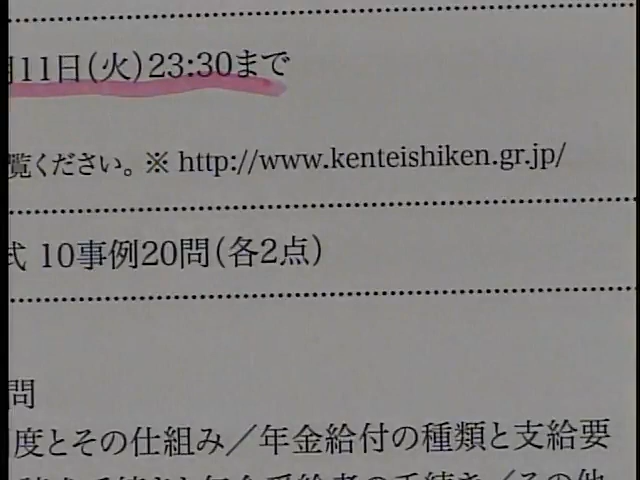 11日(火)23:30まで
覧ください。※ http://www.kenteishiken.gr.jp/
式 10事例20問(各2点)
問
度とその仕組み／年金給付の種類と支給要